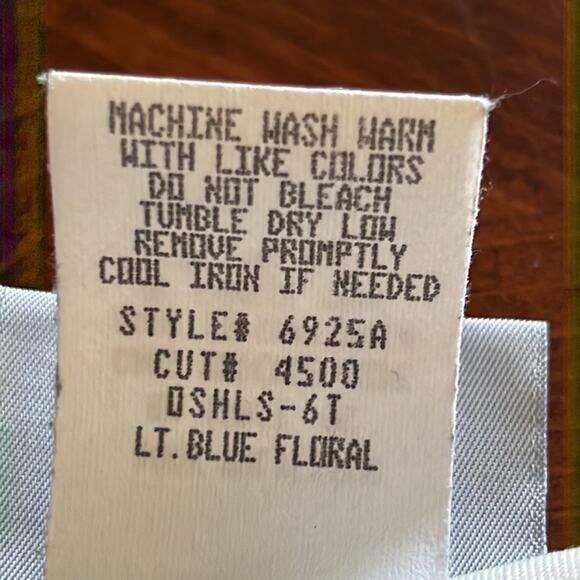 MACHINE WASH WARM
WITH LIKE COLORS
DO NOT BLEACH
TUMBLE DRY LOW
REMOVE PROMPTLY
COOL IRON IF NEEDED
STYLE# 6925A
CUT# 4500
OSHLS-6T
LT.BLUE FLORAL